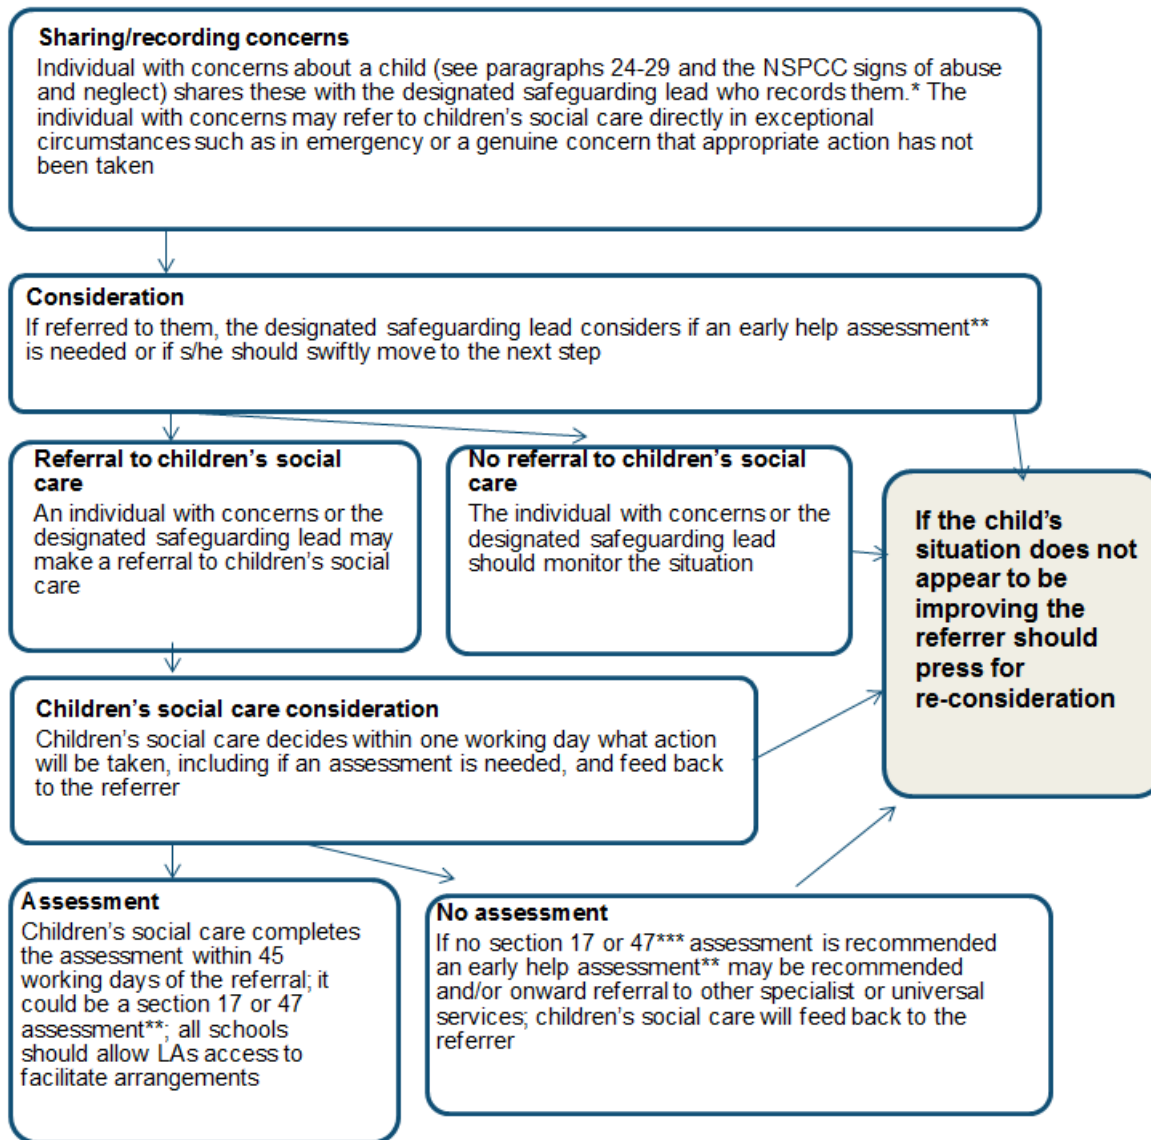 Sharing/recording concerns
Individual with concerns about a child (see paragraphs 24-29 and the NSPCC signs of abuse
and neglect) shares these with the designated safeguarding lead who records them.* The
individual with concerns may refer to children’s social care directly in exceptional
circumstances such as in emergency or a genuine concern that appropriate action has not
been taken
Consideration
If referred to them, the designated safeguarding lead considers if an early help assessment**
is needed or if s/he should swiftly move to the next step
Referral to children’s social
care
An individual with concerns or the
designated safeguarding lead may
make a referral to children’s social
care
No referral to children’s social
care
The individual with concerns or the
designated safeguarding lead
should monitor the situation
If the child’s
situation does not
appear to be
improving the
referrer should
press for
re-consideration
Children’s social care consideration
Children’s social care decides within one working day what action
will be taken, including if an assessment is needed, and feed back
to the referrer
Assessment
Children’s social care completes
the assessment within 45
working days of the referral; it
could be a section 17 or 47
assessment**; all schools
should allow LAs access to
facilitate arrangements
No assessment
If no section 17 or 47*** assessment is recommended
an early help assessment** may be recommended
and/or onward referral to other specialist or universal
services; children’s social care will feed back to the
referrer